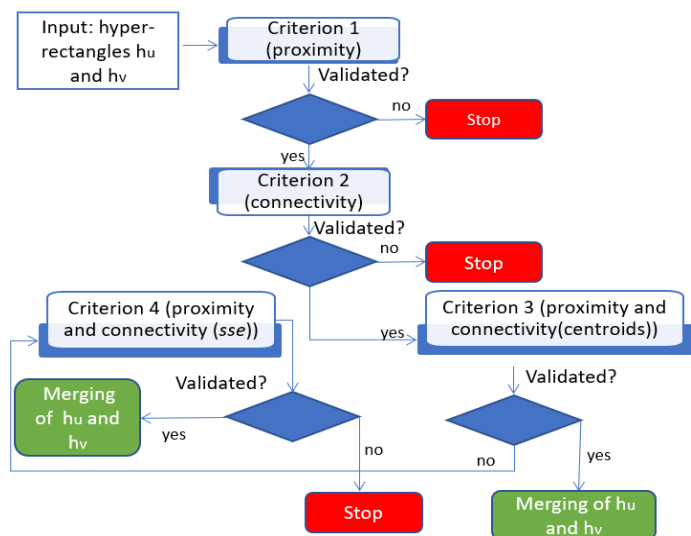 Input: hyper-
rectangles hu
and hv
Criterion 1
(proximity)
Validated?
no
Stop
yes
Criterion 2
(connectivity)
Validated?
no
Stop
Criterion 4 (proximity
and connectivity (sse))
yes
Criterion 3 (proximity and
connectivity(centroids))
Validated?
Validated?
Merging
of hu and
hv
yes
no
no
yes
Stop
Merging of hu
and hv